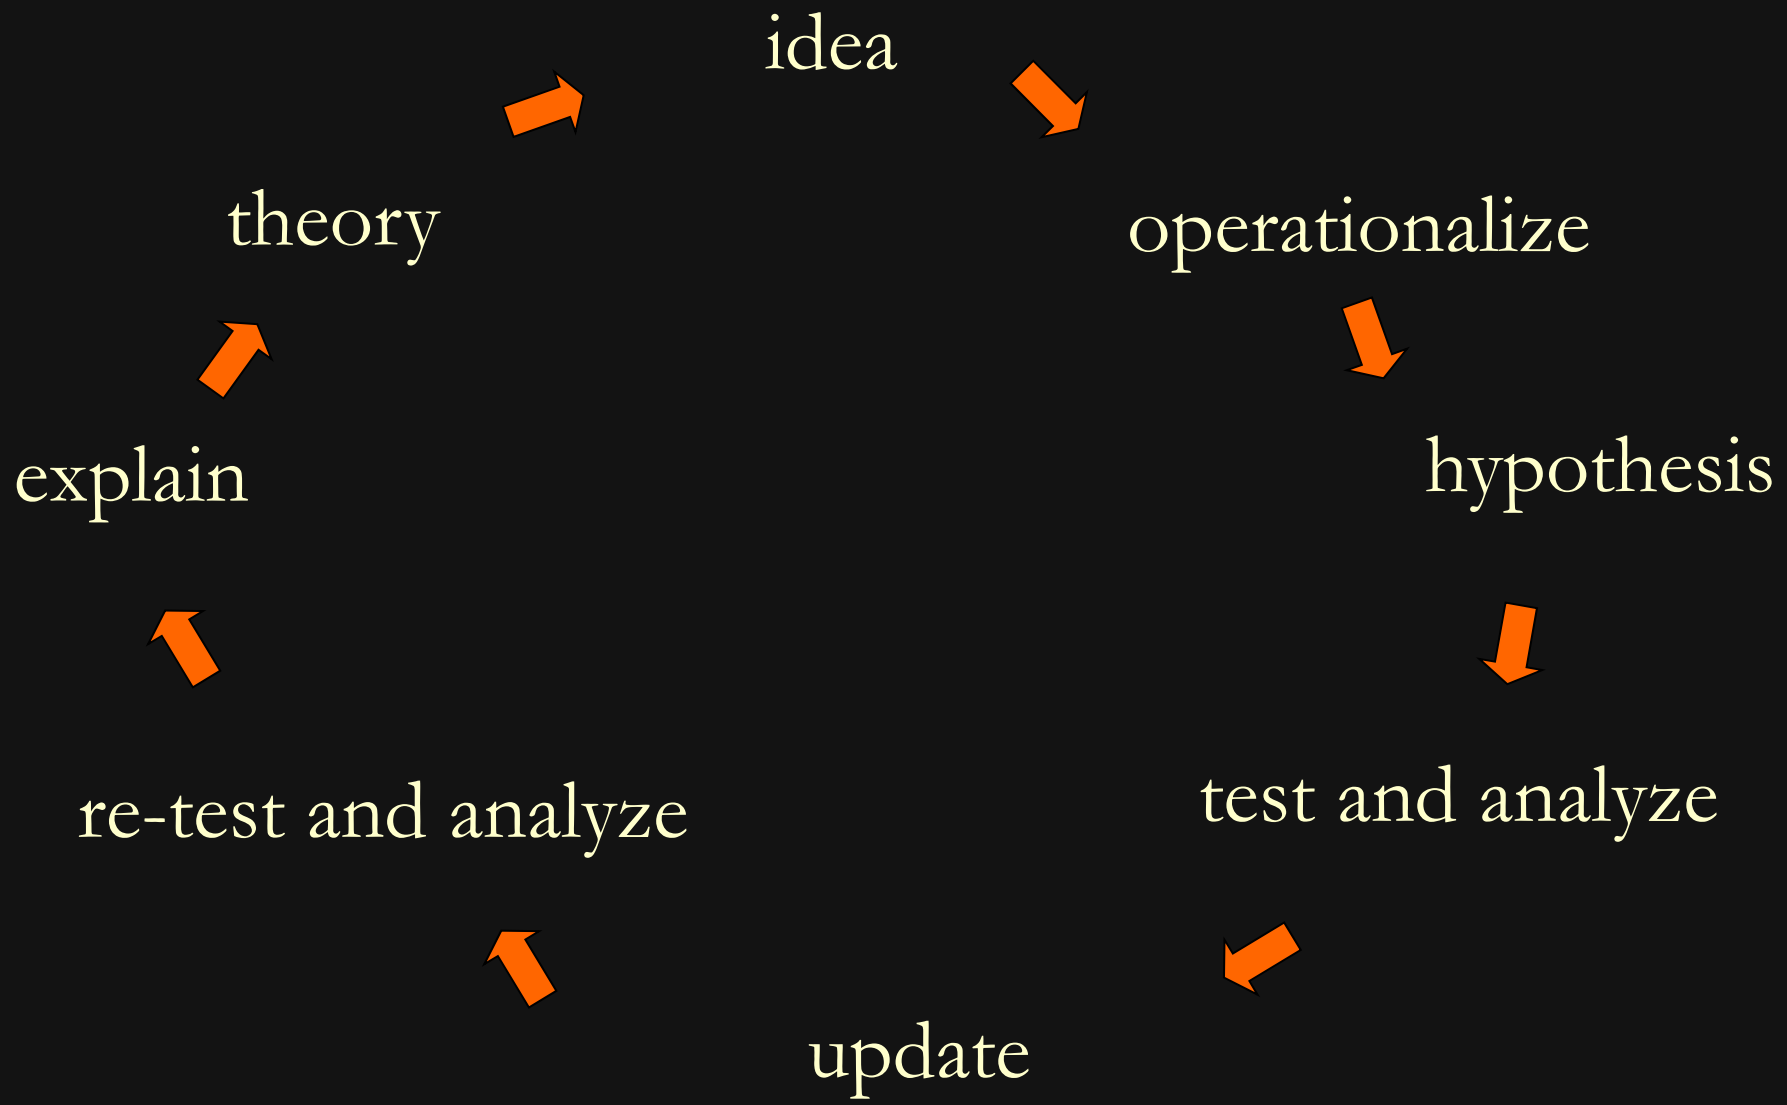 idea
theory
operationalize
explain
hypothesis
re-test and analyze
test and analyze
update